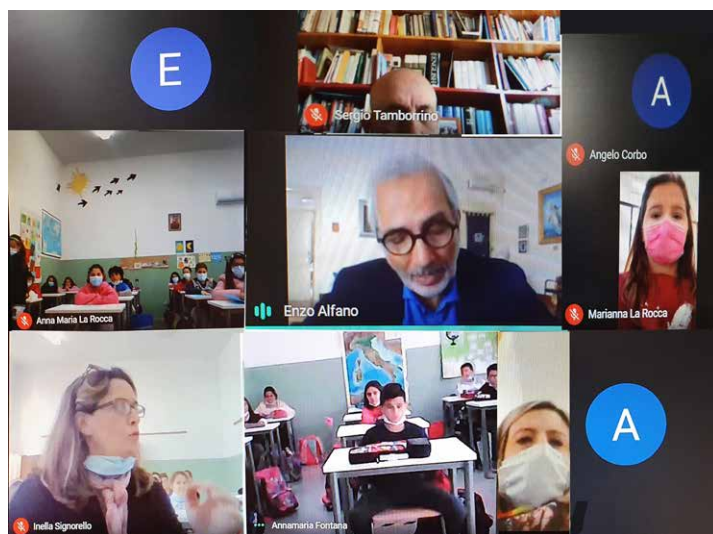 E
Sergio Tamborrino
A
Angelo Corbo
Anna Maria La Rocca
Enzo Alfano
Marianna La Rocca
Inella Signorello
Annamaria Fontana
A